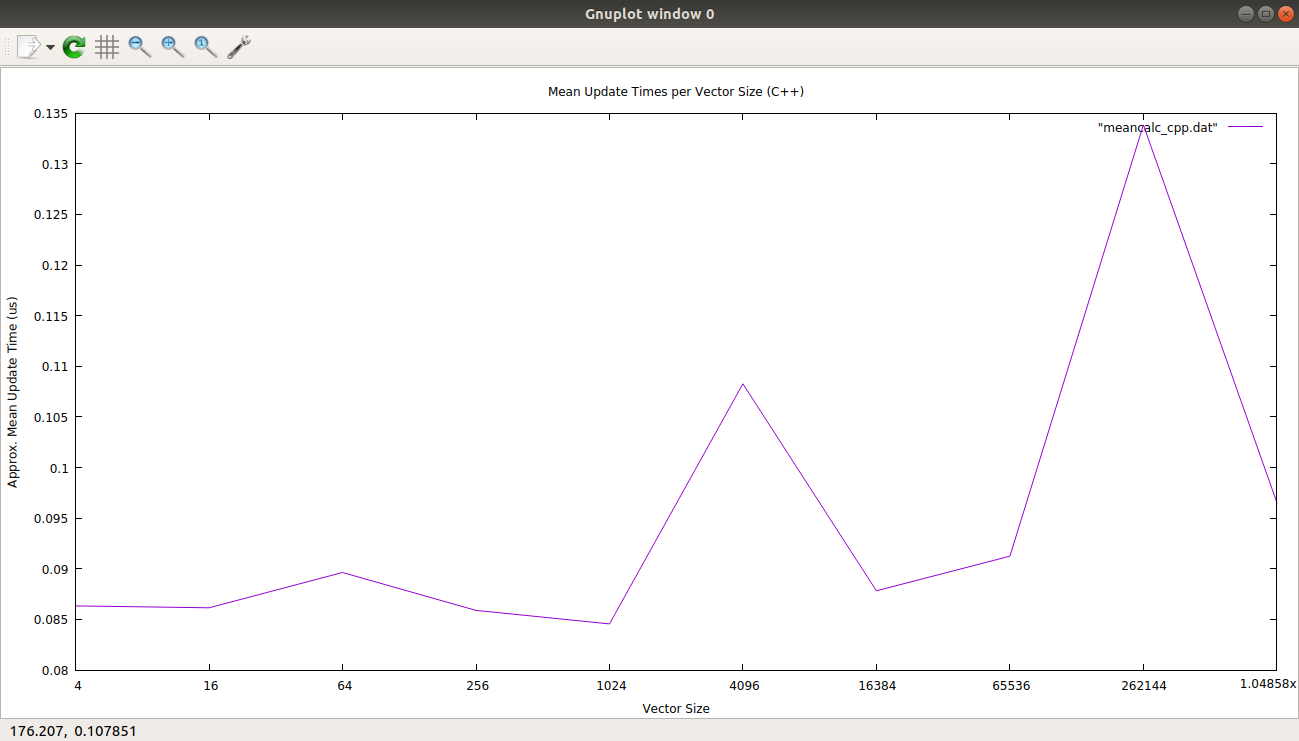 Gnuplot window 0
1
Mean Update Times per Vector Size (C++)
"meancalc_cpp.dat"
0.135
0.13
0.125
0.12
0.115
0.11
0.105
0.1
0.095
0.09
0.085
0.08
Approx. Mean Update Time (us)
4 16 64 256 1024 4096 16384 65536 262144 1.04858x
Vector Size
176.207, 0.107851